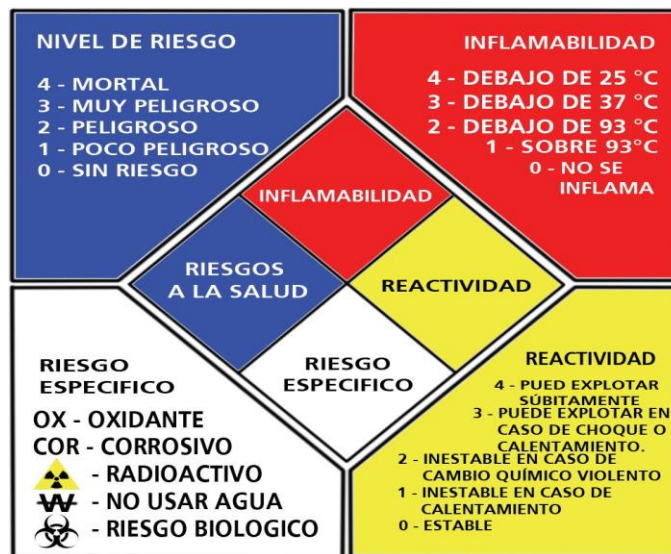 NIVEL DE RIESGO
4 - MORTAL
3 - MUY PELIGROSO
2 - PELIGROSO
1 - POCO PELIGROSO
0 - SIN RIESGO
INFLAMABILIDAD
4 - DEBAJO DE 25 °C
3 - DEBAJO DE 37 °C
2 - DEBAJO DE 93 °C
1 - SOBRE 93°C
0 - NO SE
INFLAMA
INFLAMABILIDAD
RIESGOS
A LA SALUD
REACTIVIDAD
RIESGO
ESPECIFICO
RIESGO
ESPECIFICO
OX - OXIDANTE
COR - CORROSIVO
- RADIOACTIVO
W - NO USAR AGUA
- RIESGO BIOLOGICO
REACTIVIDAD
4 - PUED EXPLOTAR
SÚBITAMENTE
3 - PUEDE EXPLOTAR EN
CASO DE CHOQUE O
CALENTAMIENTO.
2 - INESTABLE EN CASO DE
CAMBIO QUÍMICO VIOLENTO
1 - INESTABLE EN CASO DE
CALENTAMIENTO
0 - ESTABLE